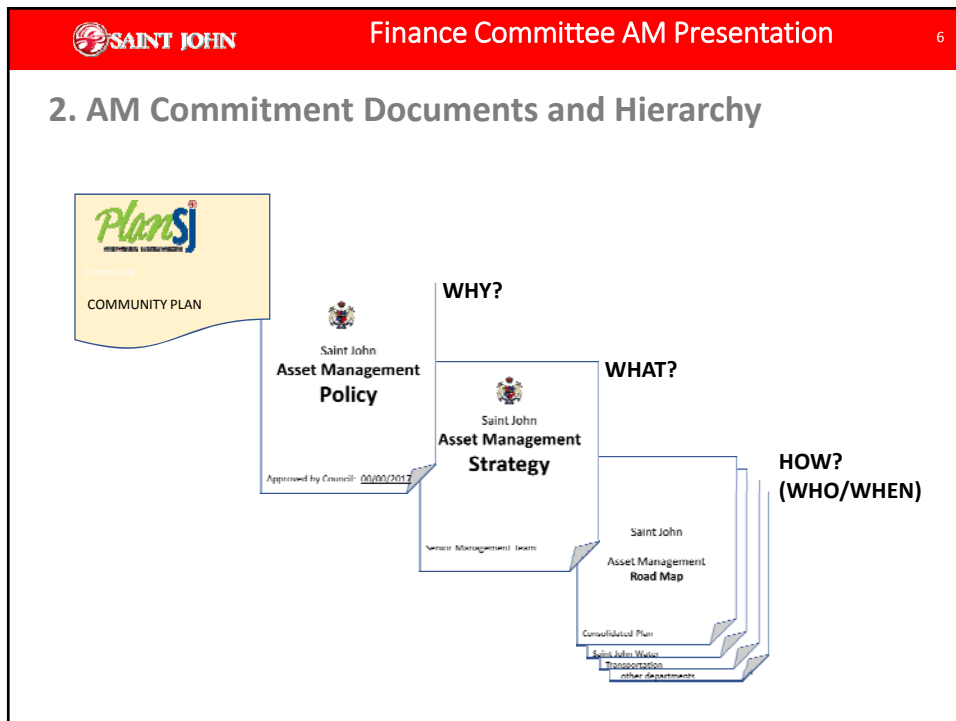 SAINT JOHN
Finance Committee AM Presentation
6
2. AM Commitment Documents and Hierarchy
PlanSJ
Community
COMMUNITY PLAN
WHY?
Saint John
Asset Management
Policy
Approved by Council: 00/00/2017
WHAT?
Saint John
Asset Management
Strategy
Senior Management Team
HOW?
(WHO/WHEN)
Saint John
Asset Management
Road Map
Consolidated Plan
Saint John Water
Transportation
other departments